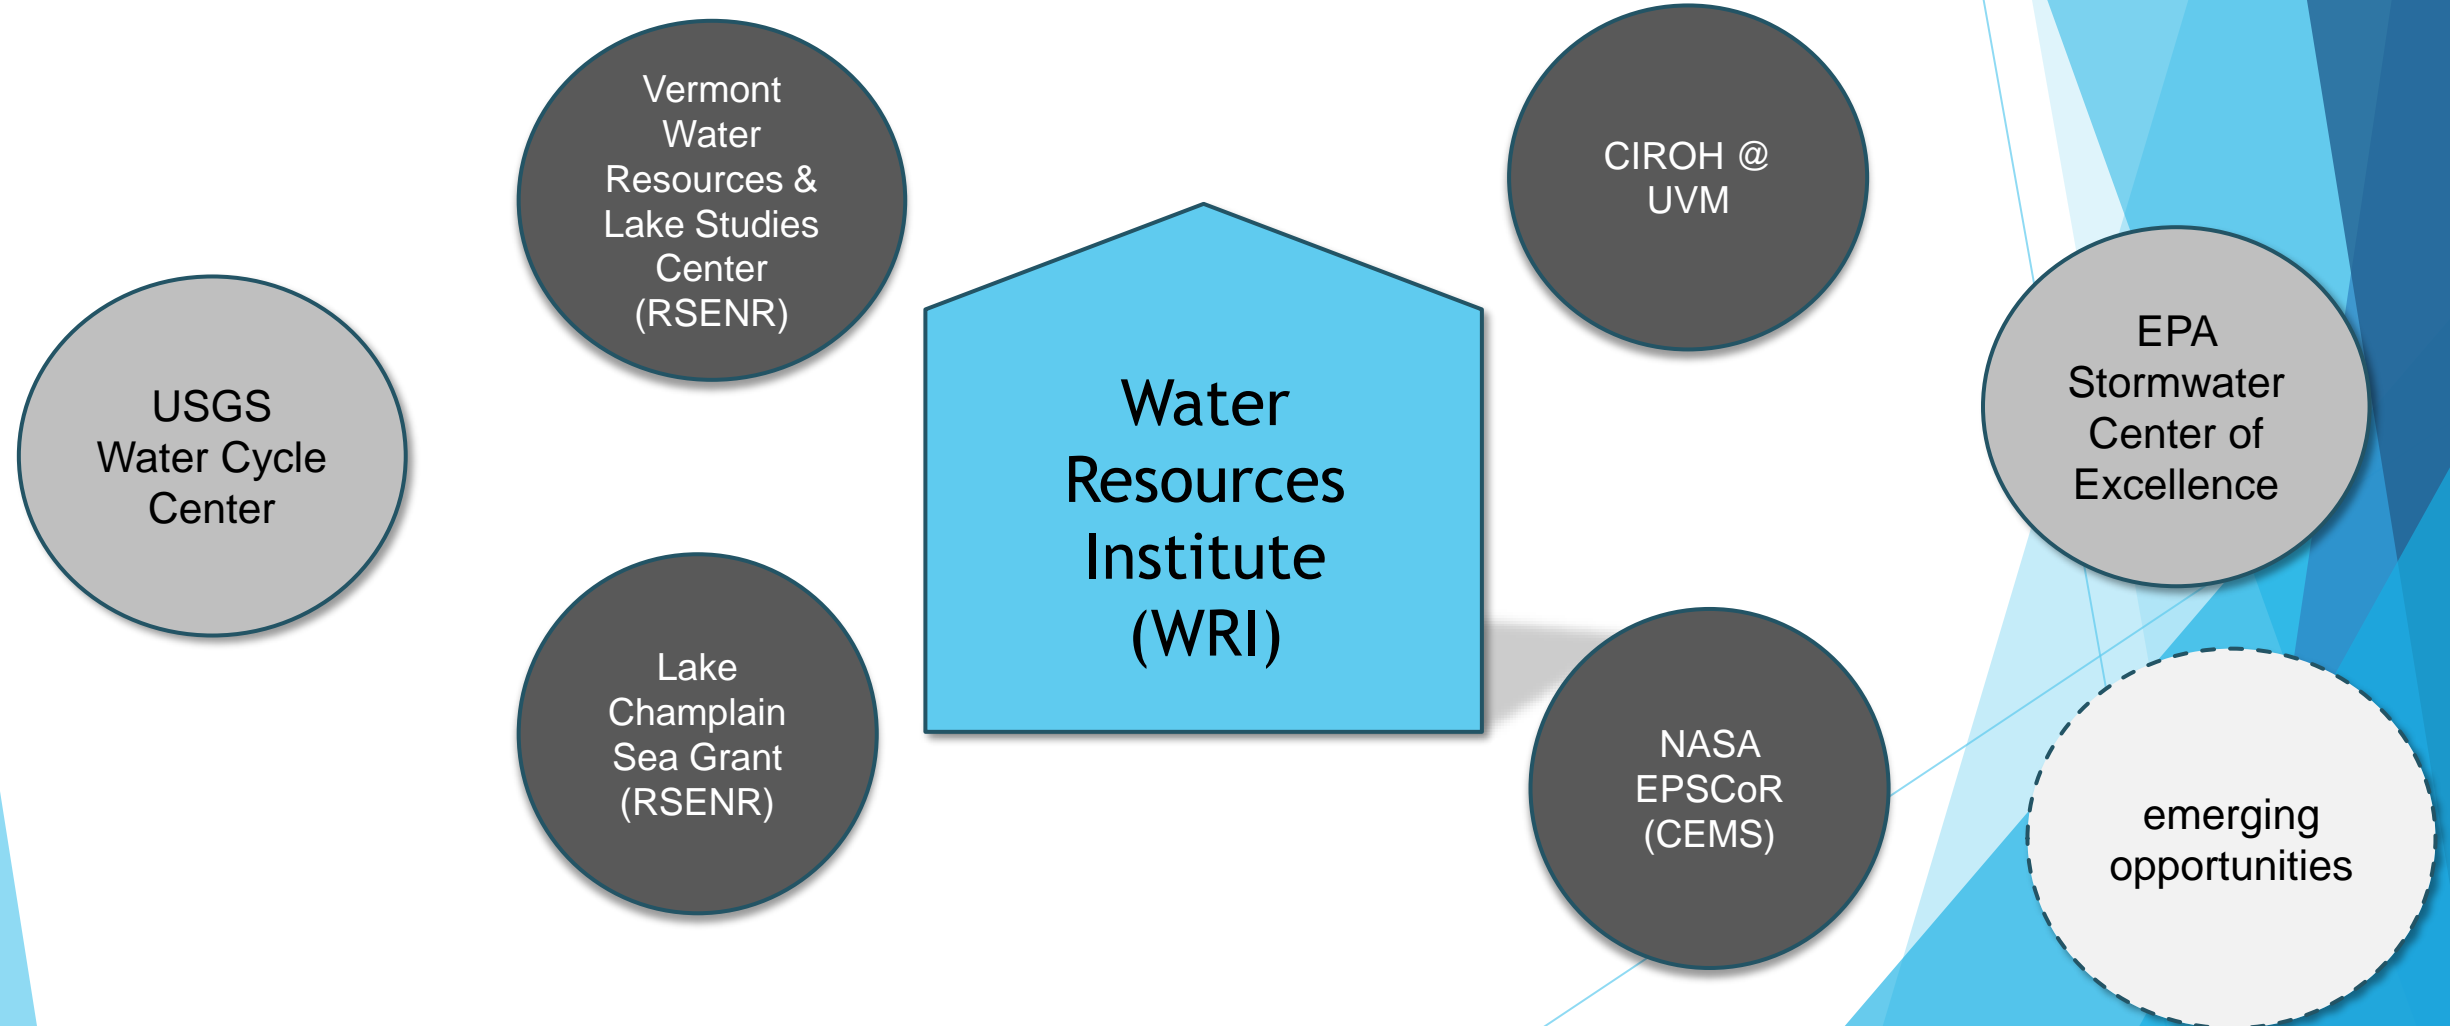 Vermont
Water
Resources &
Lake Studies
Center
(RSENR)
CIROH @
UVM
USGS
Water Cycle
Center
Water
Resources
Institute
(WRI)
EPA
Stormwater
Center of
Excellence
Lake
Champlain
Sea Grant
(RSENR)
NASA
EPSCoR
(CEMS)
emerging
opportunities